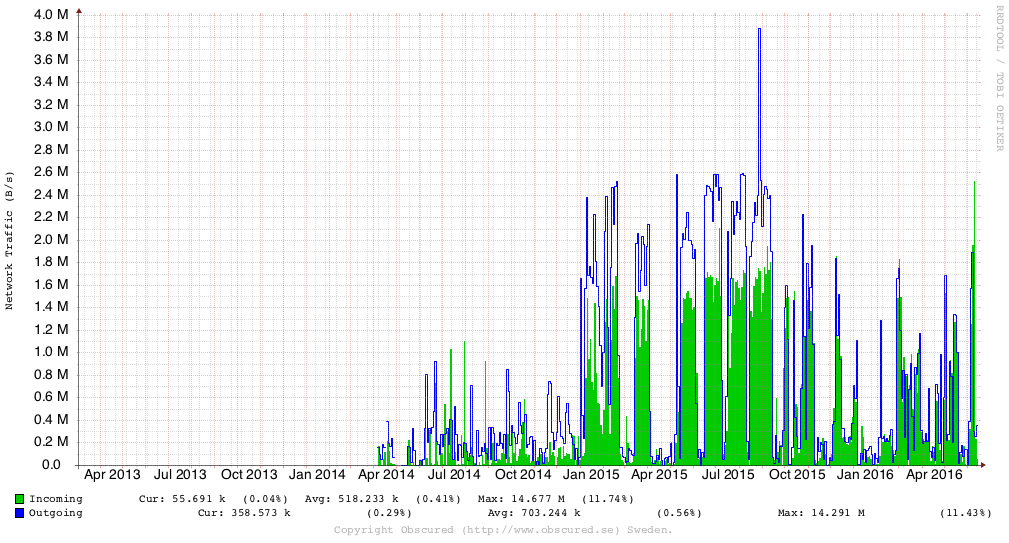 4.0 M
3.8 M
3.6 M
3.4 M
3.2 M
3.0 M
2.8 M
2.6 M
2.4 M
2.2 M
2.0 M
1.8 M
1.6 M
1.4 M
1.2 M
1.0 M
0.8 M
0.6 M
0.4 M
0.2 M
0.0
Network Traffic (B/s)
RRDTOOL / TOBI OETIKER
Apr 2013 Jul 2013 Oct 2013 Jan 2014 Apr 2014 Jul 2014 Oct 2014 Jan 2015 Apr 2015 Jul 2015 Oct 2015 Jan 2016 Apr 2016
Incoming Cur: 55.691 k (0.04%) Avg: 518.233 k (0.41%) Max: 14.677 M (11.74%)
Outgoing Cur: 358.573 k (0.29%) Avg: 703.244 k (0.56%) Max: 14.291 M (11.43%)
Copyright Obscured (http://www.obscured.se) Sweden.